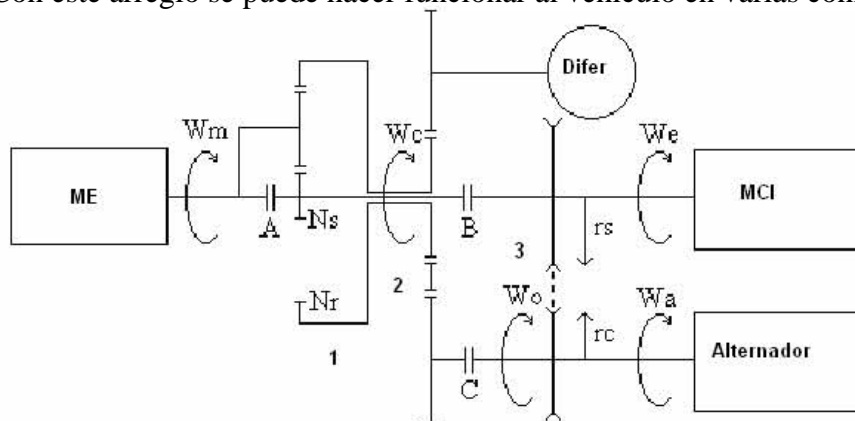 Con este arreglo se puede hacer funcionar al vehículo en varias com
Difer
Wm
Wc
We
ME
MCI
A
Ns
B
rs
3
2
Nr
Wo
Wa
rc
1
Alternador
C